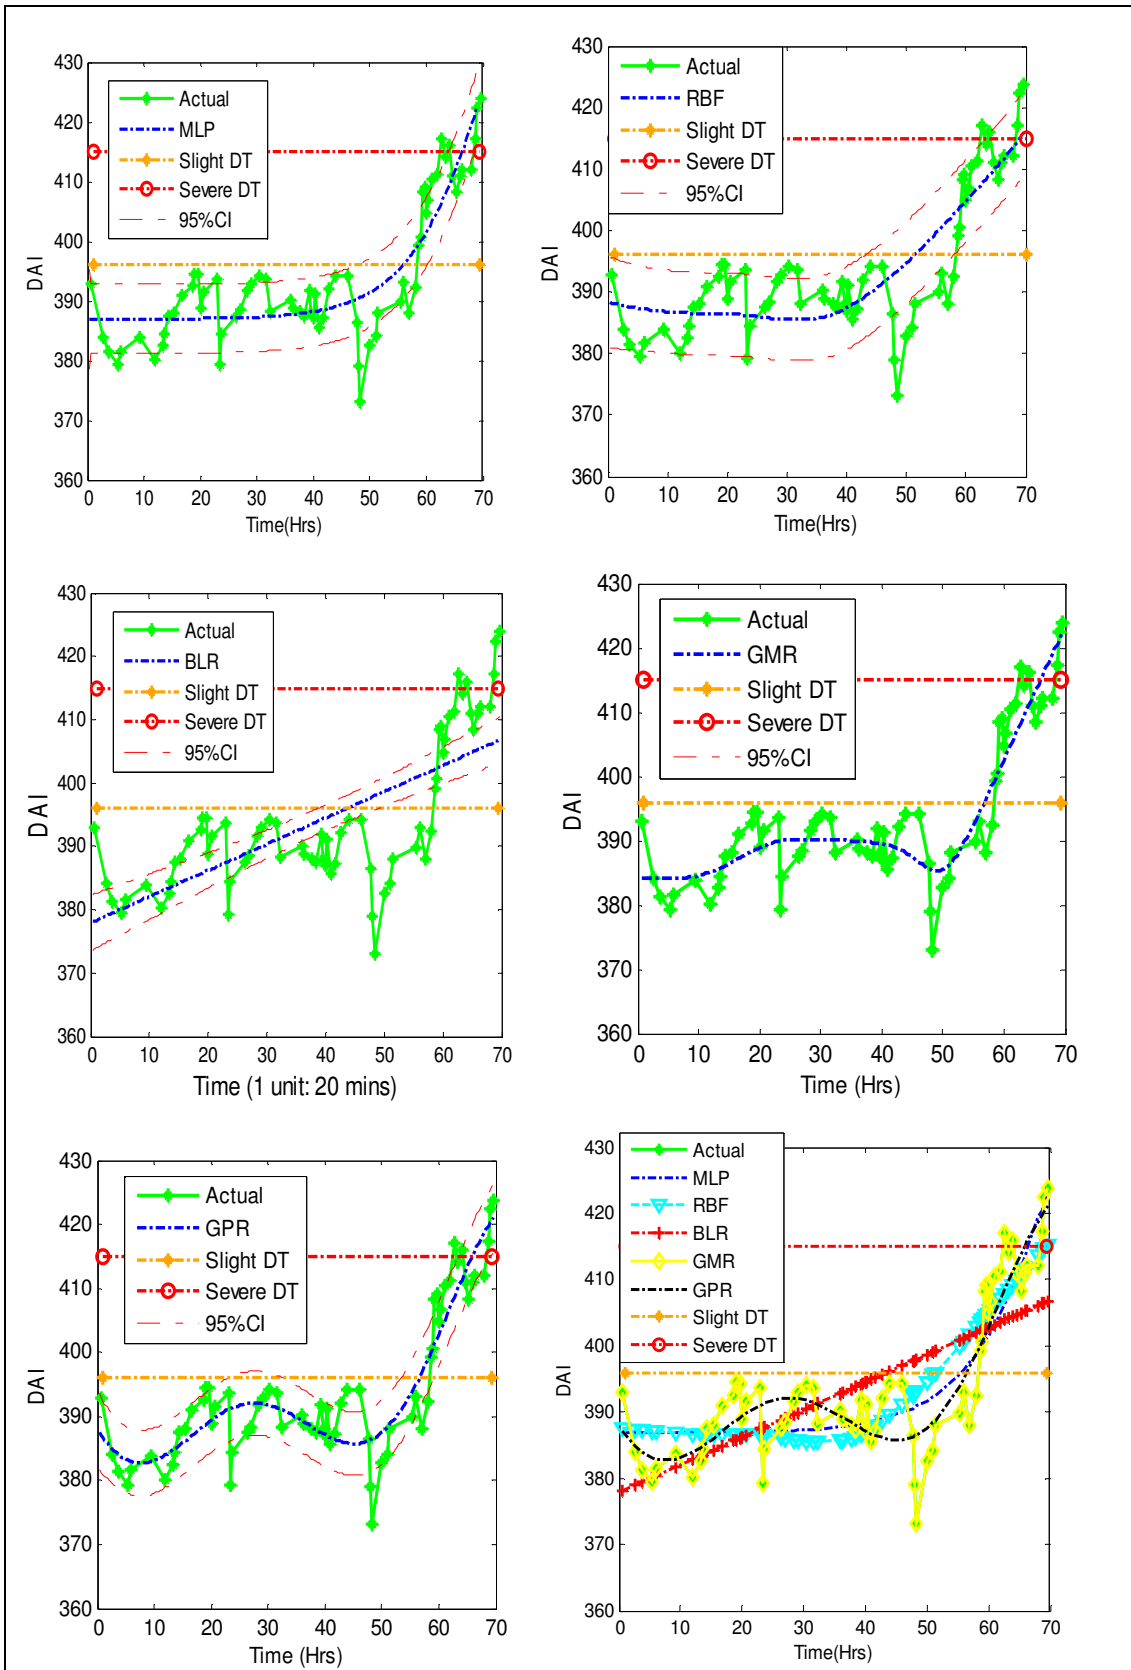 430
420
410
400
390
380
370
360
DAI
Actual
MLP
Slight DT
Severe DT
95%CI
0 10 20 30 40 50 60 70
Time(Hrs)
430
420
410
400
390
380
370
360
DAI
Actual
RBF
Slight DT
Severe DT
95%CI
0 10 20 30 40 50 60 70
Time(Hrs)
430
420
410
400
390
380
370
360
DAI
Actual
BLR
Slight DT
Severe DT
95%CI
0 10 20 30 40 50 60 70
Time (1 unit: 20 mins)
430
420
410
400
390
380
370
360
DAI
Actual
GMR
Slight DT
Severe DT
95%CI
0 10 20 30 40 50 60 70
Time (Hrs)
430
420
410
400
390
380
370
360
DAI
Actual
GPR
Slight DT
Severe DT
95%CI
0 10 20 30 40 50 60 70
Time (Hrs)
430
420
410
400
390
380
370
360
DAI
Actual
MLP
RBF
BLR
GMR
GPR
Slight DT
Severe DT
0 10 20 30 40 50 60 70
Time(Hrs)